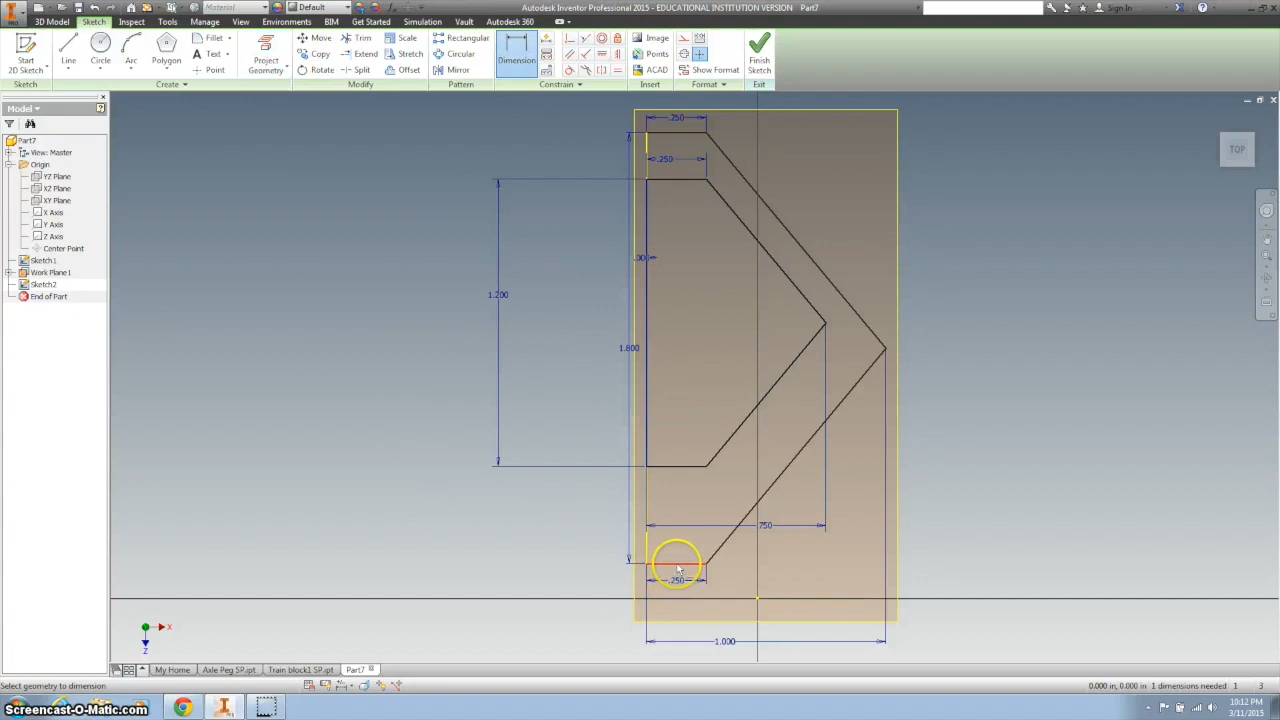 Autodesk Inventor Professional 2015 - EDUCATIONAL INSTITUTION VERSION Part7
Material Default Sign In
3D Model Sketch Inspect Tools Manage View Environments BIM Get Started Simulation Vault Autodesk 360
Start 2D Sketch
Line
Circle
Arc
Polygon
Fillet
Text
Point
Project Geometry
Move
Copy
Rotate
Trim
Extend
Split
Scale
Stretch
Offset
Rectangular
Circular
Mirror
Dimension
Image
Points
ACAD
Show Format
Finish Sketch
Sketch Create Modify Pattern Constrain Insert Format Exit
Model
Part7
View: Master
Origin
YZ Plane
XZ Plane
XY Plane
X Axis
Y Axis
Z Axis
Center Point
Sketch1
Work Plane1
Sketch2
End of Part
TOP
.250
.250
.000
1.200
1.800
.750
.250
1.000
X
Z
My Home Axle Peg SP.ipt Train block1 SP.ipt Part7
Select geometry to dimension 0.000 in, 0.000 in 1 dimensions needed 1 3
Screencast-O-Matic.com
10:12 PM
3/11/2015